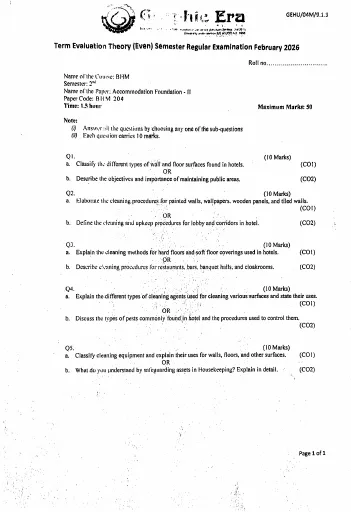 GEHU/04M/9.1.3
Graphic Era
Term Evaluation Theory (Even) Semester Regular Examination February 2026
Roll no.............................
Name of the Course: BHM
Semester: 2nd
Name of the Paper: Accommodation Foundation - II
Paper Code: BHM 204
Time: 1.5 hour Maximum Marks: 50
Note:
(i) Answer all the questions by choosing any one of the sub-questions
(ii) Each question carries 10 marks.
Q1. (10 Marks)
a. Classify the different types of wall and floor surfaces found in hotels. (CO1)
OR
b. Describe the objectives and importance of maintaining public areas. (CO2)
Q2. (10 Marks)
a. Elaborate the cleaning procedures for painted walls, wallpapers, wooden panels, and tiled walls.
(CO1)
OR
b. Define the cleaning and upkeep procedures for lobby and corridors in hotel. (CO2)
Q3. (10 Marks)
a. Explain the cleaning methods for hard floors and soft floor coverings used in hotels. (CO1)
OR
b. Describe cleaning procedures for restaurants, bars, banquet halls, and cloakrooms. (CO2)
Q4. (10 Marks)
a. Explain the different types of cleaning agents used for cleaning various surfaces and state their uses.
(CO1)
OR
b. Discuss the types of pests commonly found in hotel and the procedures used to control them.
(CO2)
Q5. (10 Marks)
a. Classify cleaning equipment and explain their uses for walls, floors, and other surfaces. (CO1)
OR
b. What do you understand by safeguarding assets in Housekeeping? Explain in detail. (CO2)
Page 1 of 1